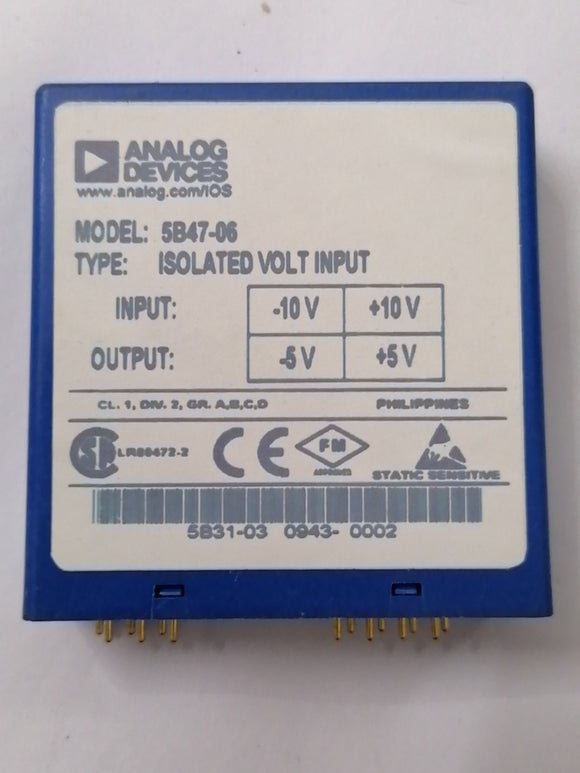 ANALOG
DEVICES
www.analog.com/IOS
MODEL: 5B47-06
TYPE: ISOLATED VOLT INPUT
INPUT: -10 V +10 V
OUTPUT: -5 V +5 V
CL. 1, DIV. 2, GR. A,B,C,D PHILIPPINES
LR89472-2 CE FM
APPROVED
STATIC SENSITIVE
5B31-03 0943- 0002